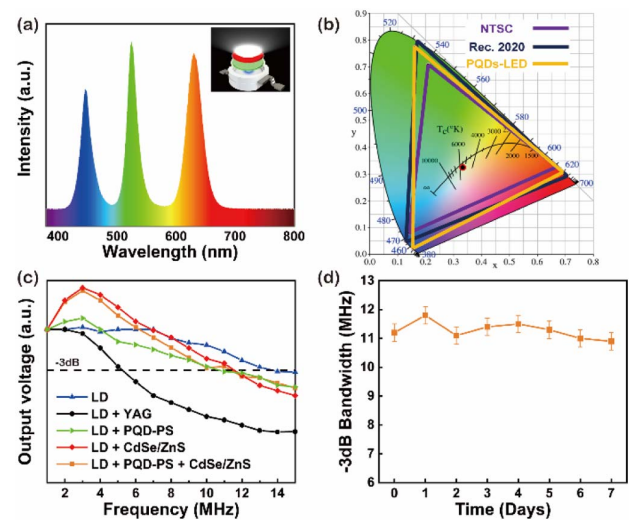 (a)
Intensity (a.u.)
400 500 600 700 800
Wavelength (nm)
(b)
NTSC
Rec. 2020
PQDs-LED
520
540
560
580
600
620
700
500
490
480
470
460
380
T_C(°K)
10000
6000
4000
3000
2000
1500
∞
y
0.9
0.8
0.7
0.6
0.5
0.4
0.3
0.2
0.1
0.0
0.0 0.1 0.2 0.3 0.4 0.5 0.6 0.7 0.8
x
(c)
Output voltage (a.u.)
-3dB
LD
LD + YAG
LD + PQD-PS
LD + CdSe/ZnS
LD + PQD-PS + CdSe/ZnS
2 4 6 8 10 12 14
Frequency (MHz)
(d)
-3dB Bandwidth (MHz)
13
12
11
10
9
8
7
6
0 1 2 3 4 5 6 7
Time (Days)